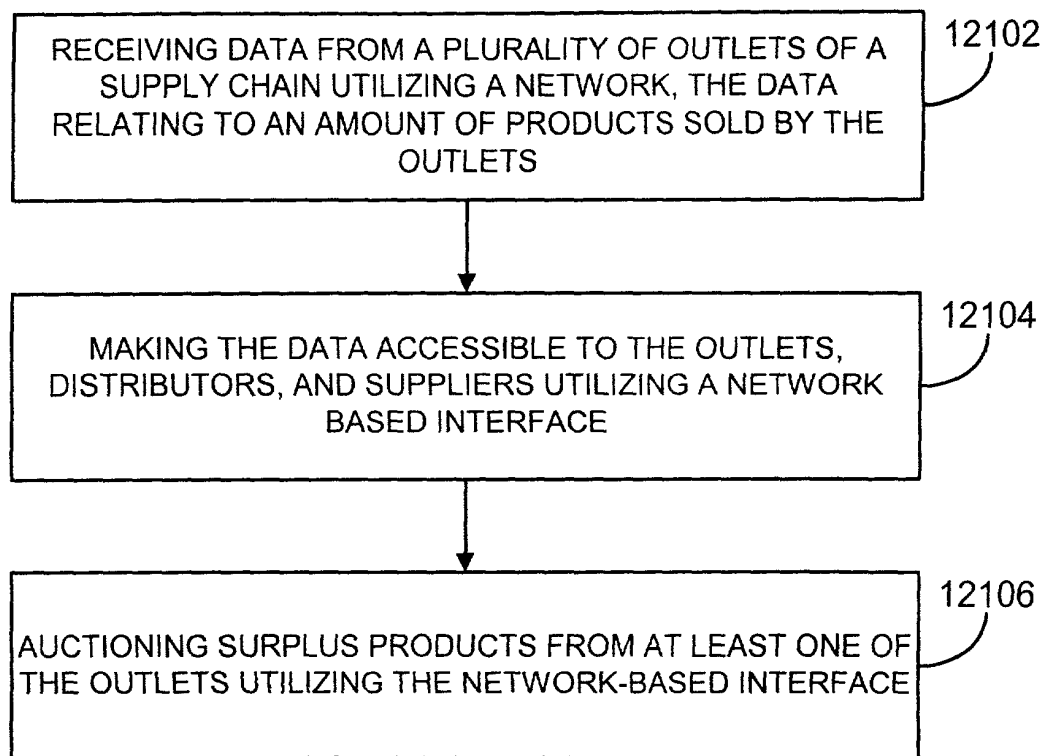 RECEIVING DATA FROM A PLURALITY OF OUTLETS OF A
SUPPLY CHAIN UTILIZING A NETWORK, THE DATA
RELATING TO AN AMOUNT OF PRODUCTS SOLD BY THE
OUTLETS
12102
MAKING THE DATA ACCESSIBLE TO THE OUTLETS,
DISTRIBUTORS, AND SUPPLIERS UTILIZING A NETWORK
BASED INTERFACE
12104
AUCTIONING SURPLUS PRODUCTS FROM AT LEAST ONE OF
THE OUTLETS UTILIZING THE NETWORK-BASED INTERFACE
12106